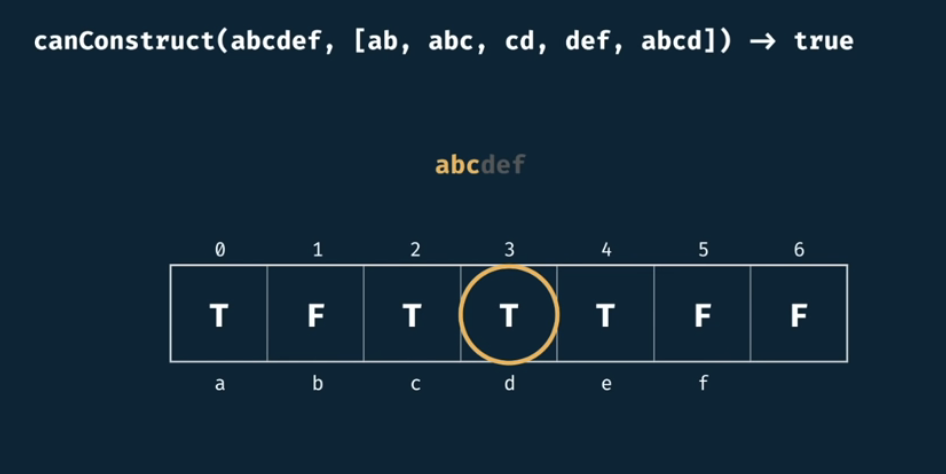 canConstruct(abcdef, [ab, abc, cd, def, abcd]) → true
abcdef
0 1 2 3 4 5 6
T F T T T F F
a b c d e f